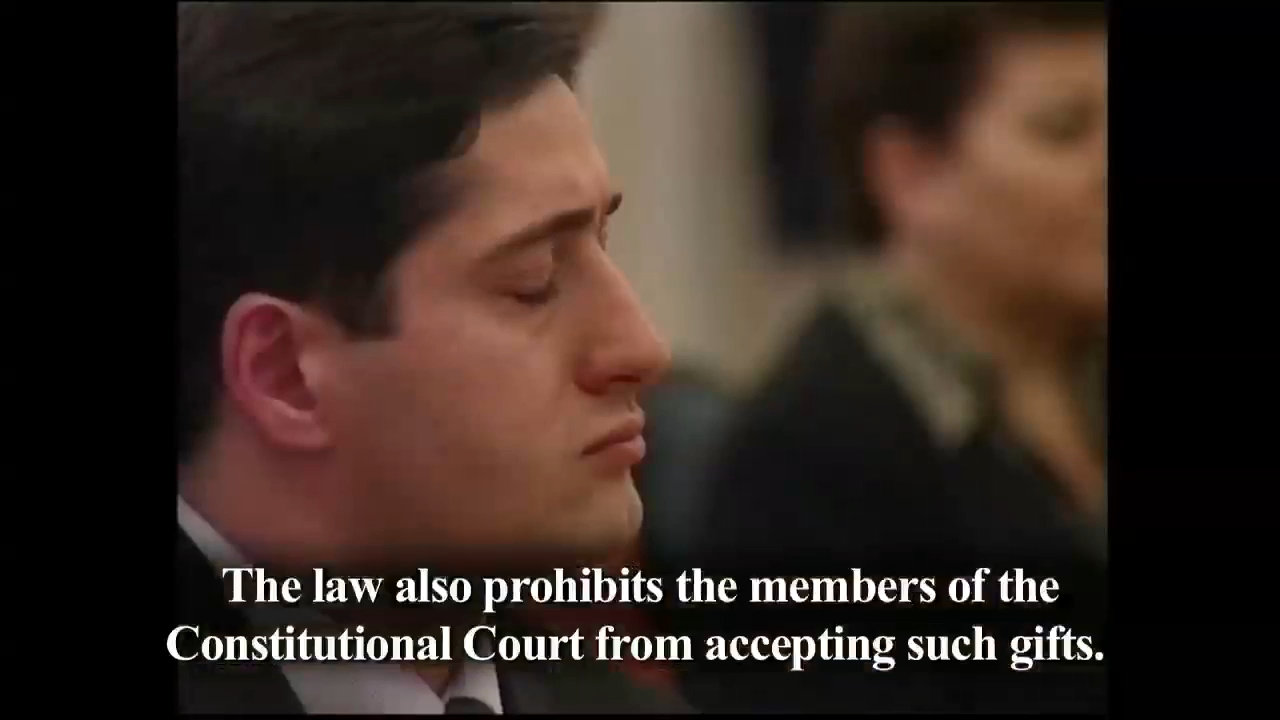 The law also prohibits the members of the
Constitutional Court from accepting such gifts.